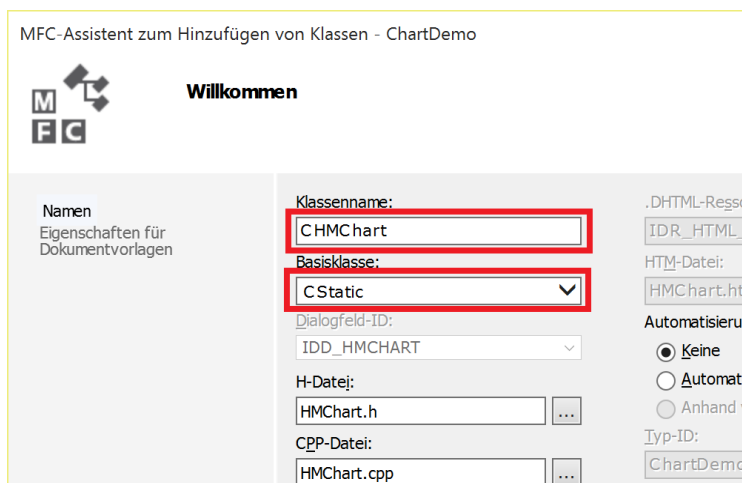 MFC-Assistent zum Hinzufügen von Klassen - ChartDemo
M
F C
Willkommen
Namen
Eigenschaften für
Dokumentvorlagen
Klassenname:
CHMChart
Basisklasse:
CStatic
Dialogfeld-ID:
IDD_HMCHART
H-Datei:
HMChart.h
...
CPP-Datei:
HMChart.cpp
...
.DHTML-Resso
IDR_HTML_
HTM-Datei:
HMChart.ht
Automatisieru
Keine
Automat
Anhand
Typ-ID:
ChartDemo